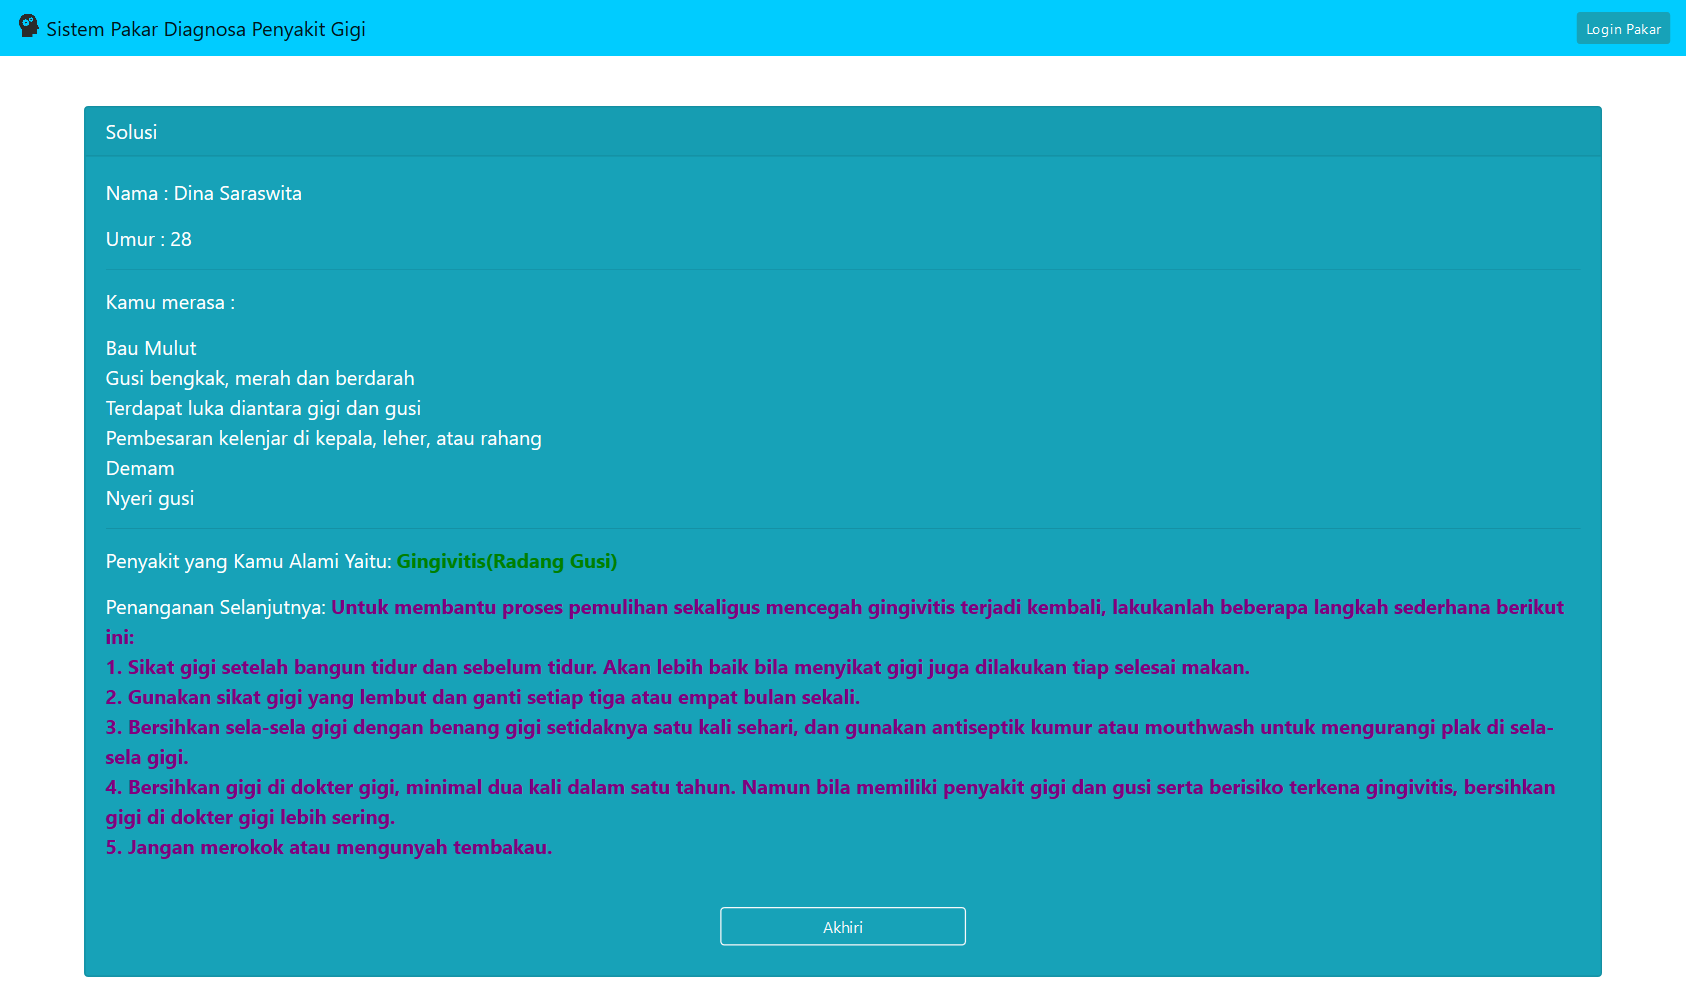 Sistem Pakar Diagnosa Penyakit Gigi
Login Pakar
Solusi
Nama : Dina Saraswita
Umur : 28
Kamu merasa :
Bau Mulut
Gusi bengkak, merah dan berdarah
Terdapat luka diantara gigi dan gusi
Pembesaran kelenjar di kepala, leher, atau rahang
Demam
Nyeri gusi
Penyakit yang Kamu Alami Yaitu: Gingivitis(Radang Gusi)
Penanganan Selanjutnya: Untuk membantu proses pemulihan sekaligus mencegah gingivitis terjadi kembali, lakukanlah beberapa langkah sederhana berikut
ini:
1. Sikat gigi setelah bangun tidur dan sebelum tidur. Akan lebih baik bila menyikat gigi juga dilakukan tiap selesai makan.
2. Gunakan sikat gigi yang lembut dan ganti setiap tiga atau empat bulan sekali.
3. Bersihkan sela-sela gigi dengan benang gigi setidaknya satu kali sehari, dan gunakan antiseptik kumur atau mouthwash untuk mengurangi plak di sela-
sela gigi.
4. Bersihkan gigi di dokter gigi, minimal dua kali dalam satu tahun. Namun bila memiliki penyakit gigi dan gusi serta berisiko terkena gingivitis, bersihkan
gigi di dokter gigi lebih sering.
5. Jangan merokok atau mengunyah tembakau.
Akhiri